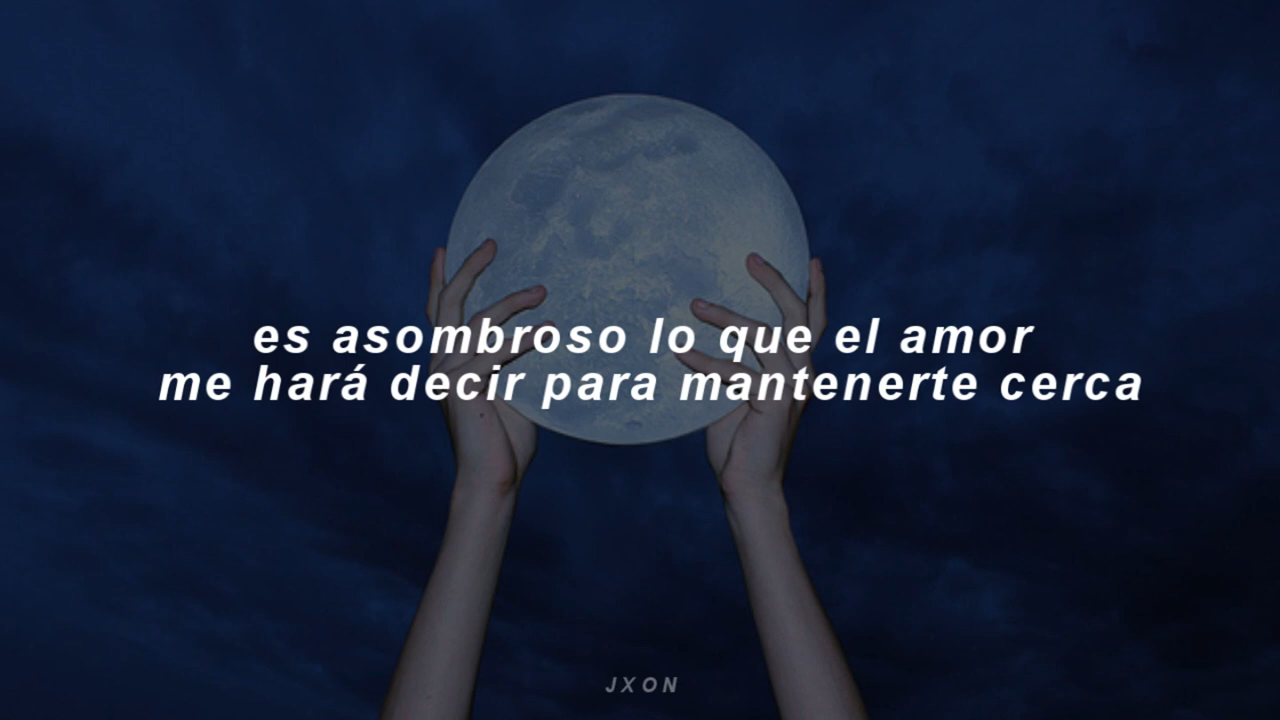 es asombroso lo que el amor
me hará decir para mantenerte cerca
JXON